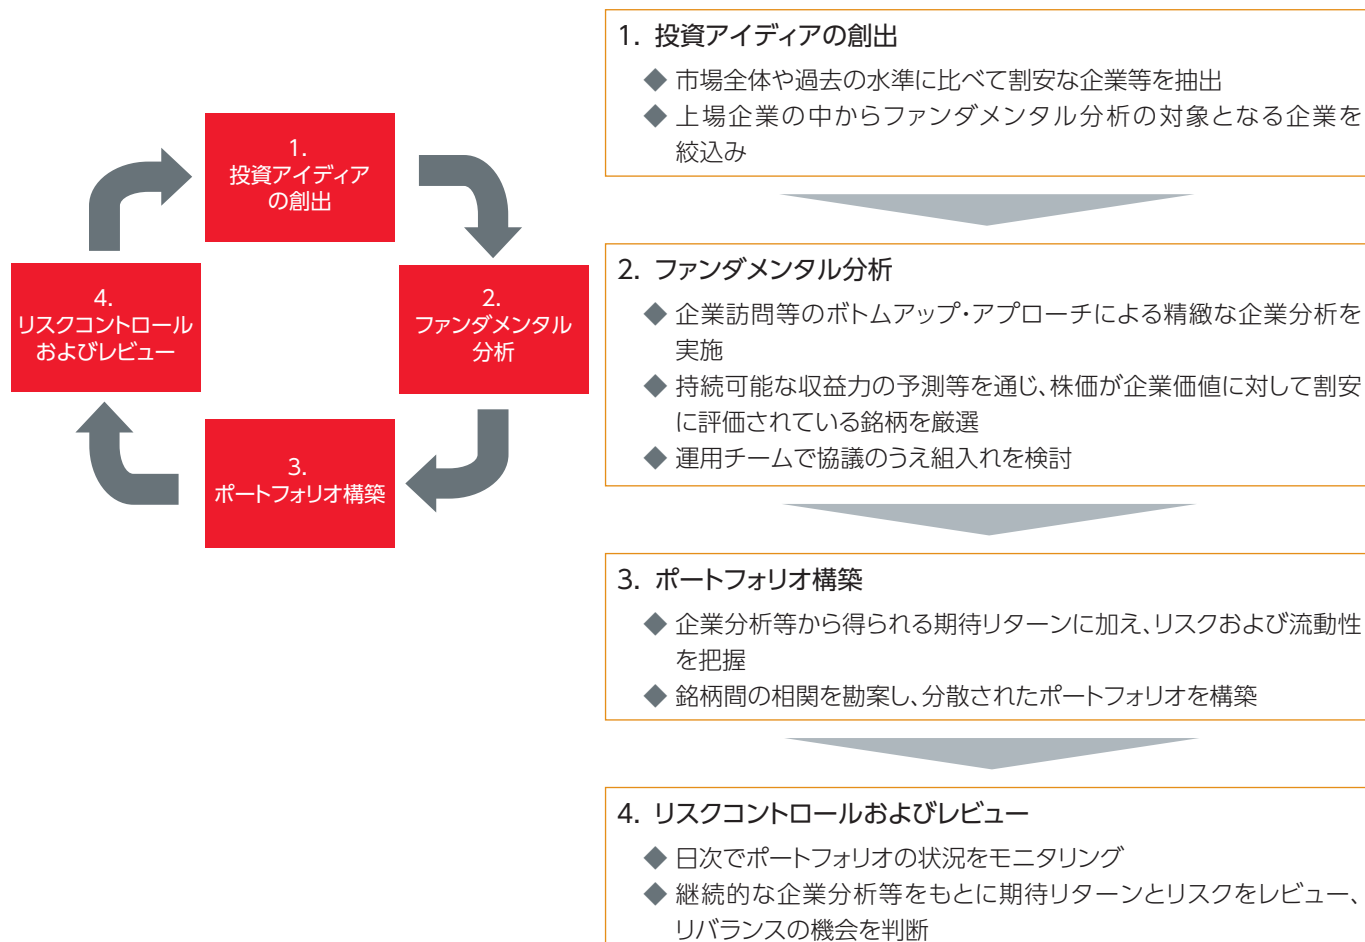 1.
投資アイディア
の創出
2.
ファンダメンタル
分析
3.
ポートフォリオ構築
4.
リスクコントロール
およびレビュー
1. 投資アイディアの創出
◆ 市場全体や過去の水準に比べて割安な企業等を抽出
◆ 上場企業の中からファンダメンタル分析の対象となる企業を
絞込み
2. ファンダメンタル分析
◆ 企業訪問等のボトムアップ・アプローチによる精緻な企業分析を
実施
◆ 持続可能な収益力の予測等を通じ、株価が企業価値に対して割安
に評価されている銘柄を厳選
◆ 運用チームで協議のうえ組入れを検討
3. ポートフォリオ構築
◆ 企業分析等から得られる期待リターンに加え、リスクおよび流動性
を把握
◆ 銘柄間の相関を勘案し、分散されたポートフォリオを構築
4. リスクコントロールおよびレビュー
◆ 日次でポートフォリオの状況をモニタリング
◆ 継続的な企業分析等をもとに期待リターンとリスクをレビュー、
リバランスの機会を判断